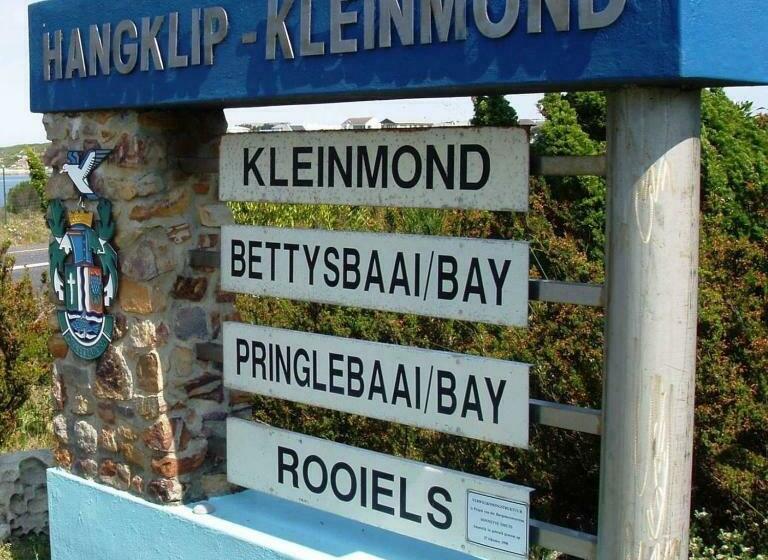 HANGKLIP - KLEINMOND
KLEINMOND
BETTYSBAAI/BAY
PRINGLEBAAI/BAY
ROOIELS